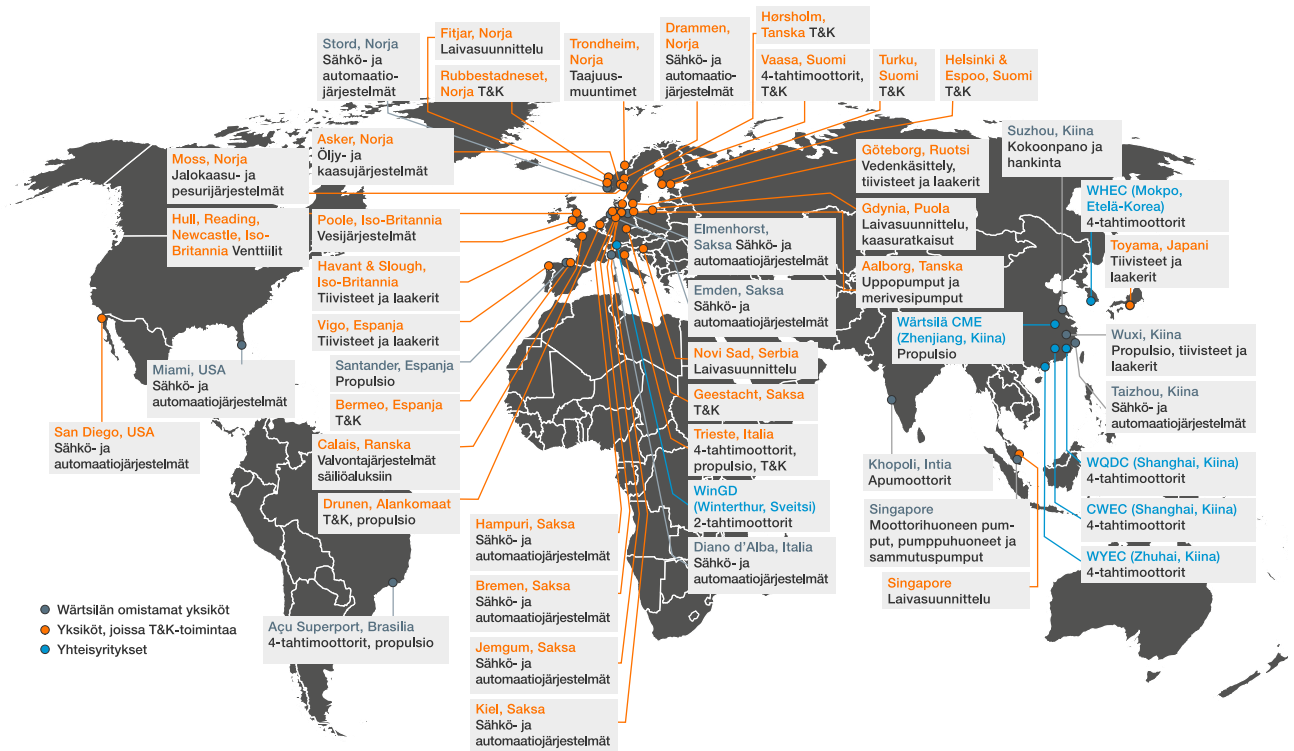 Stord, Norja
Sähkö- ja
automaatio-
järjestelmät
Fitjar, Norja
Laivasuunnittelu
Rubbestadneset,
Norja T&K
Trondheim,
Norja
Taajuus-
muuntimet
Drammen,
Norja
Sähkö- ja
automaatio-
järjestelmät
Hørsholm,
Tanska T&K
Vaasa, Suomi
4-tahtimoottorit,
T&K
Turku,
Suomi
T&K
Helsinki &
Espoo, Suomi
T&K
Asker, Norja
Öljy- ja
kaasujärjestelmät
Moss, Norja
Jalokaasu- ja
pesurijärjestelmät
Hull, Reading,
Newcastle, Iso-
Britannia Venttiilit
Poole, Iso-Britannia
Vesijärjestelmät
Havant & Slough,
Iso-Britannia
Tiivisteet ja laakerit
Vigo, Espanja
Tiivisteet ja laakerit
Santander, Espanja
Propulsio
Bermeo, Espanja
T&K
Calais, Ranska
Valvontajärjestelmät
säiliöaluksiin
Drunen, Alankomaat
T&K, propulsio
Miami, USA
Sähkö- ja
automaatiojärjestelmät
San Diego, USA
Sähkö- ja
automaatiojärjestelmät
Açu Superport, Brasilia
4-tahtimoottorit, propulsio
Hampuri, Saksa
Sähkö- ja
automaatiojärjestelmät
Bremen, Saksa
Sähkö- ja
automaatiojärjestelmät
Jemgum, Saksa
Sähkö- ja
automaatiojärjestelmät
Kiel, Saksa
Sähkö- ja
automaatiojärjestelmät
Elmenhorst,
Saksa Sähkö- ja
automaatiojärjestelmät
Emden, Saksa
Sähkö- ja
automaatiojärjestelmät
Novi Sad, Serbia
Laivasuunnittelu
Geestacht, Saksa
T&K
Trieste, Italia
4-tahtimoottorit,
propulsio, T&K
WinGD
(Winterthur, Sveitsi)
2-tahtimoottorit
Diano d'Alba, Italia
Sähkö- ja
automaatiojärjestelmät
Göteborg, Ruotsi
Vedenkäsittely,
tiivisteet ja laakerit
Gdynia, Puola
Laivasuunnittelu,
kaasuratkaisut
Aalborg, Tanska
Uppopumput ja
merivesipumput
Suzhou, Kiina
Kokoonpano ja
hankinta
WHEC (Mokpo,
Etelä-Korea)
4-tahtimoottorit
Toyama, Japani
Tiivisteet ja
laakerit
Wärtsilä CME
(Zhenjiang, Kiina)
Propulsio
Wuxi, Kiina
Propulsio, tiivisteet ja
laakerit
Taizhou, Kiina
Sähkö- ja
automaatiojärjestelmät
Khopoli, Intia
Apumoottorit
Singapore
Moottorihuoneen pum-
put, pumppuhuoneet ja
sammutuspumput
Singapore
Laivasuunnittelu
WQDC (Shanghai, Kiina)
4-tahtimoottorit
CWEC (Shanghai, Kiina)
4-tahtimoottorit
WYEC (Zhuhai, Kiina)
4-tahtimoottorit
Wärtsilän omistamat yksiköt
Yksiköt, joissa T&K-toimintaa
Yhteisyritykset